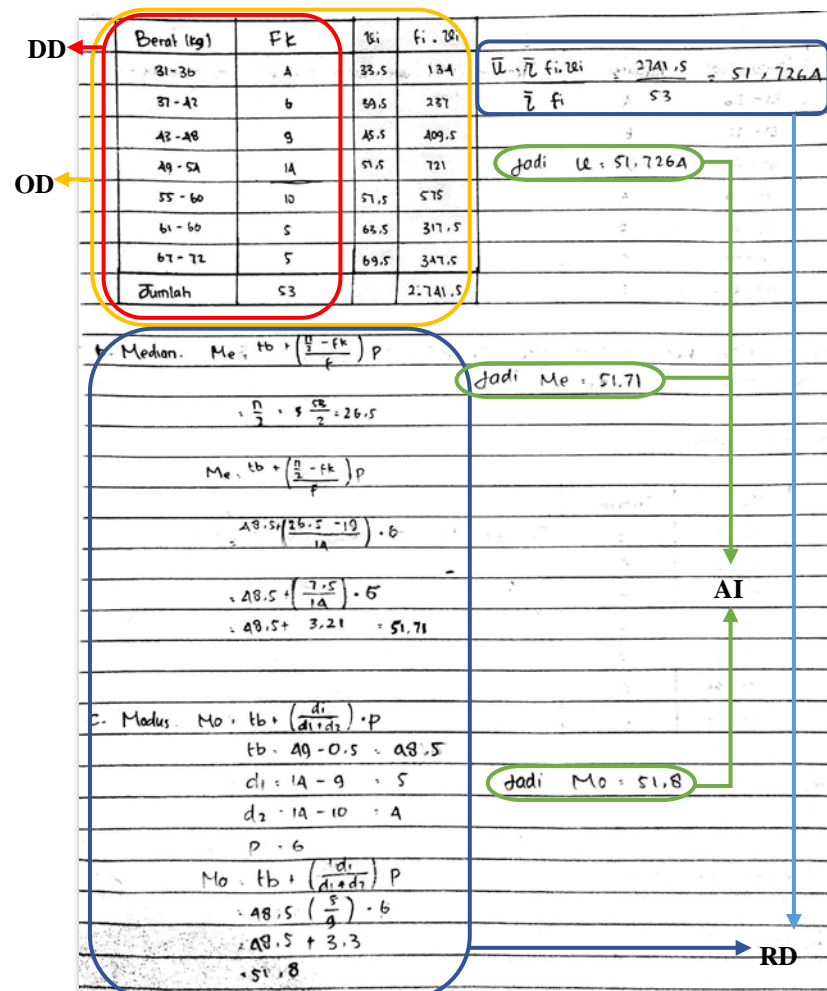 DD
OD
Berat (kg) FK xi fi . xi
31-36 4 33,5 134
37-42 6 39,5 237
43-48 9 45,5 409,5
49-54 14 51,5 721
55-60 10 57,5 575
61-66 5 63,5 317,5
67-72 5 69,5 347,5
Jumlah 53 2.741,5
x̄ = Σ fi.xi / Σ fi = 2741,5 / 53 = 51,7264
Jadi x = 51,7264
b. Median. Me = tb + (n/2 - fk / f) p
Jadi Me = 51,71
= n/2 = 53/2 = 26,5
Me = tb + (n/2 - fk / f) p
= 48,5 + (26,5 - 19 / 14) . 6
= 48,5 + (7,5 / 14) . 6
= 48,5 + 3,21 = 51,71
AI
C. Modus Mo = tb + (d1 / d1+d2) . p
tb = 49 - 0,5 = 48,5
d1 = 14 - 9 = 5
Jadi Mo = 51,8
d2 = 14 - 10 = 4
P = 6
Mo = tb + (d1 / d1+d2) P
= 48,5 (5/9) . 6
= 48,5 + 3,3
= 51,8
RD